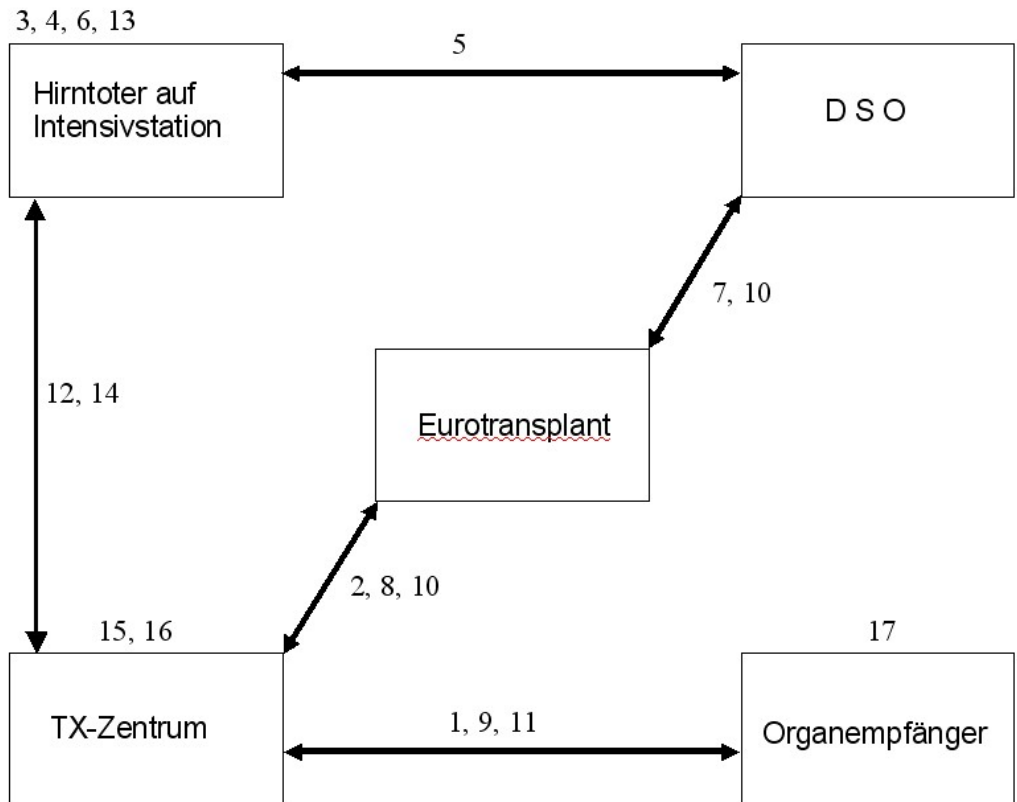 3, 4, 6, 13
5
Hirntoter auf
Intensivstation
D S O
7, 10
12, 14
Eurotransplant
2, 8, 10
15, 16
17
TX-Zentrum
1, 9, 11
Organempfänger